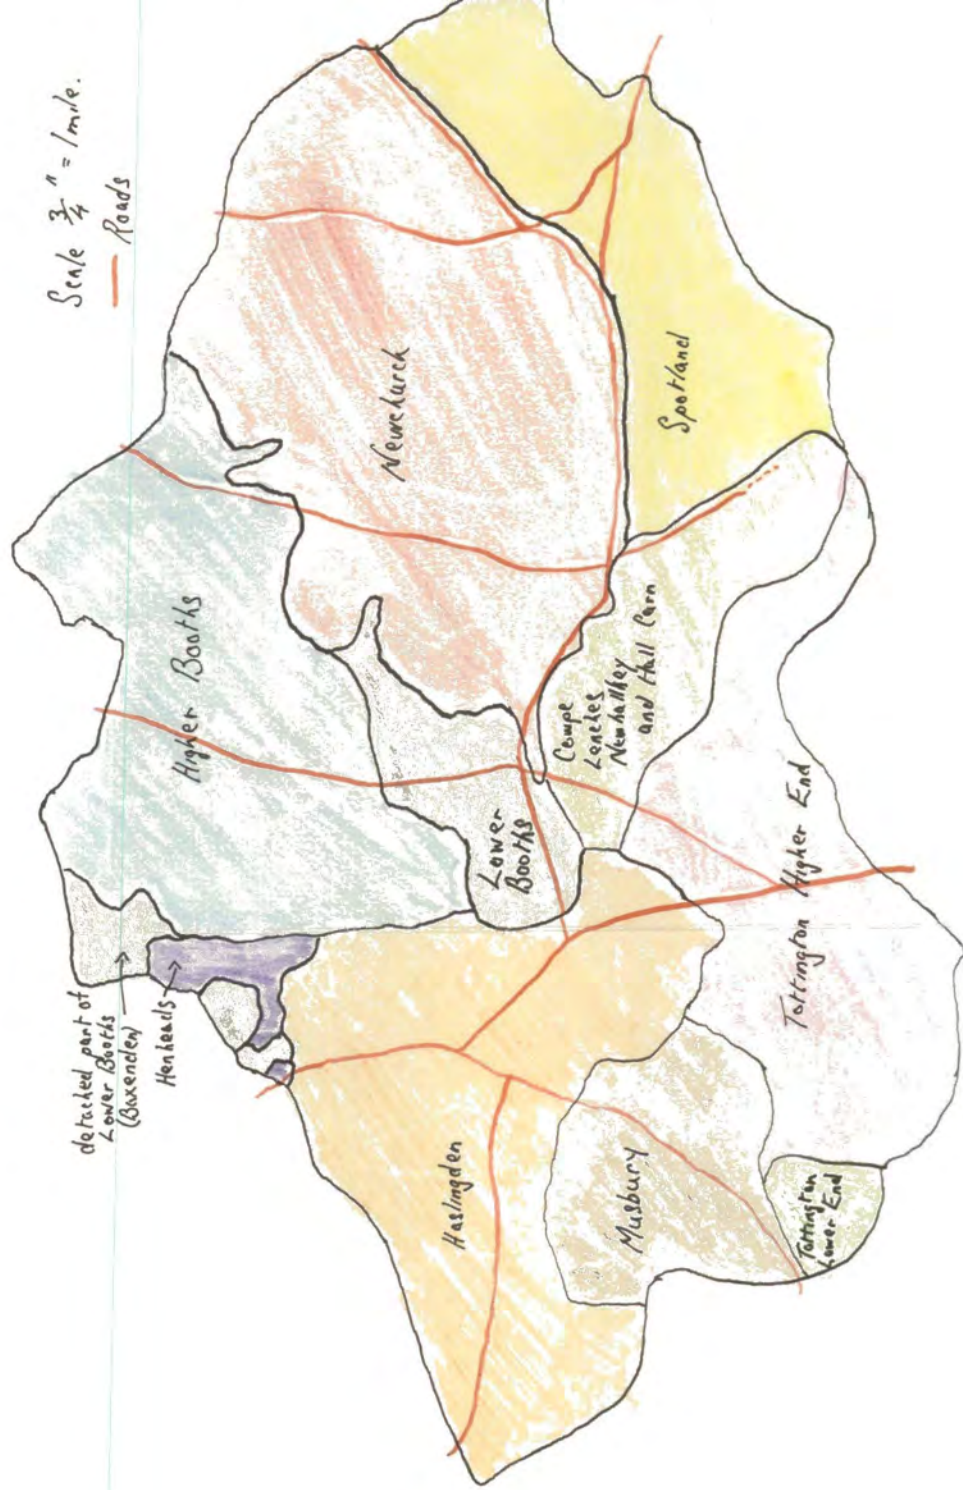 Scale 3/4" = 1 mile.
Roads
detached part of
Lower Booths
(Baxenden)
Henheads
Higher Booths
Newchurch
Lower
Booths
Spotland
Cowpe
Lenches
Newhallhey
and Hall Carn
Haslingden
Musbury
Tottington Higher End
Tottington
Lower End